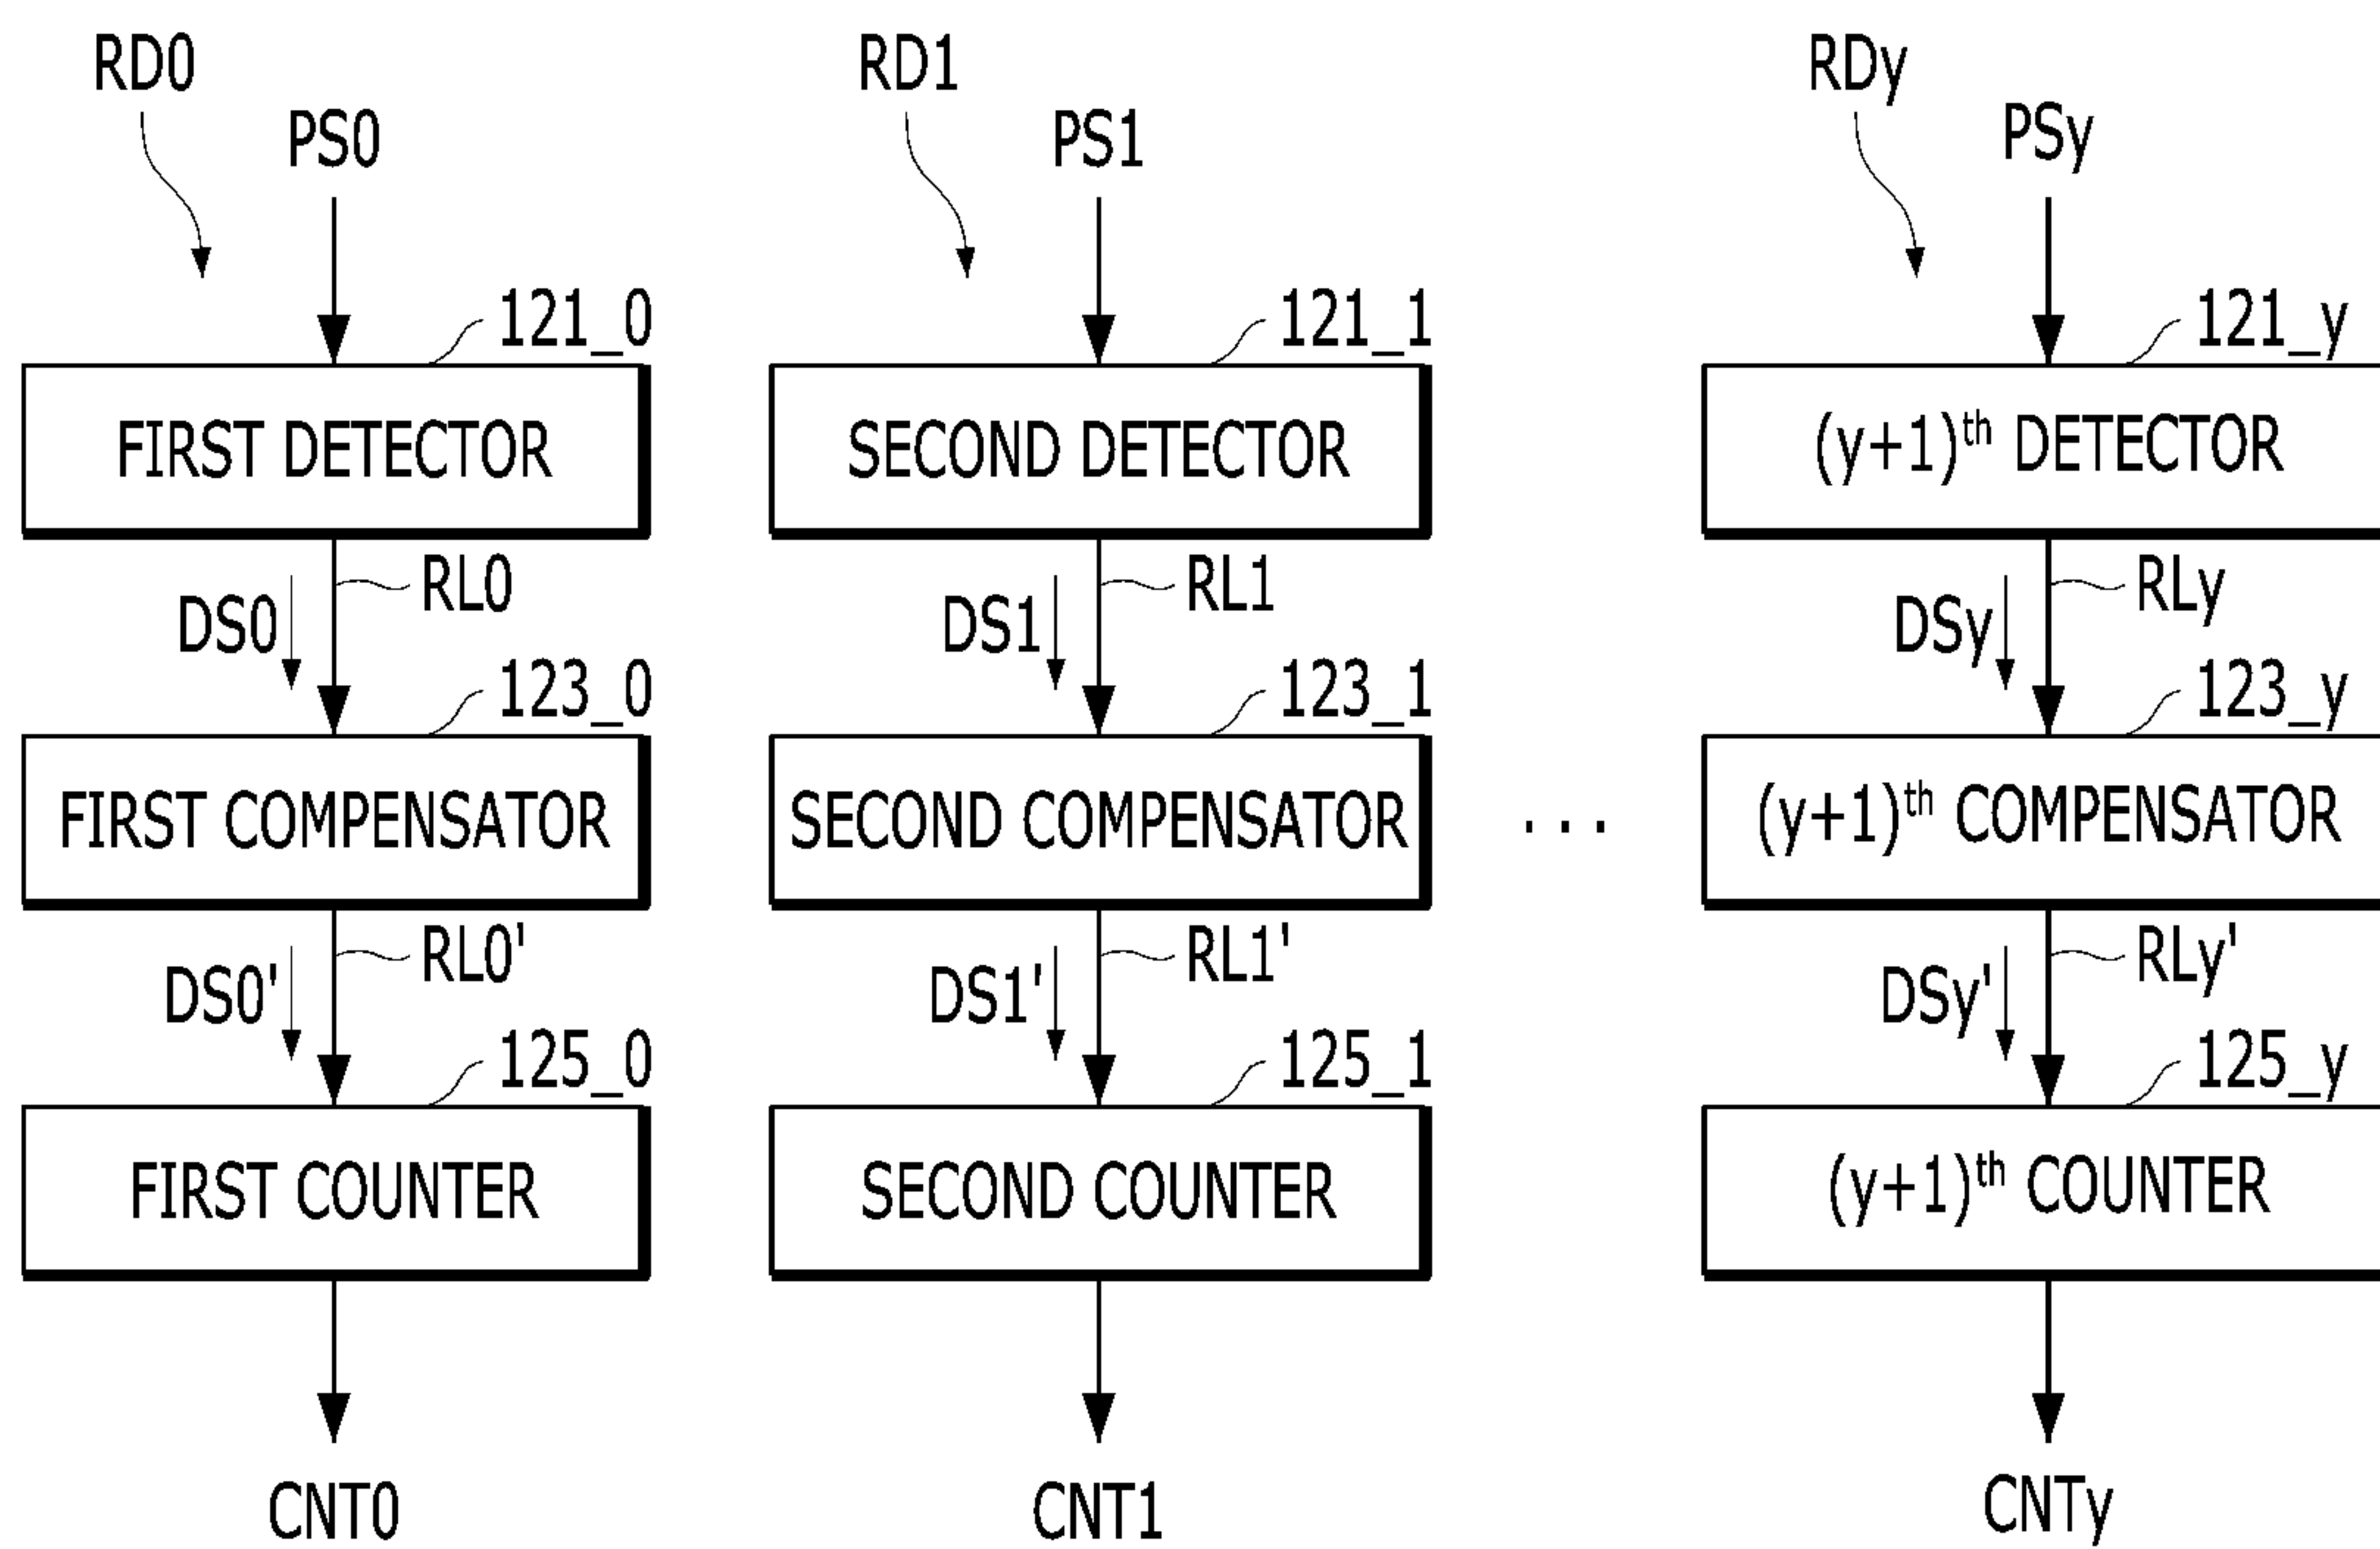 RD0
RD1
RDy
PS0
PS1
PSy
121_0
121_1
121_y
FIRST DETECTOR
SECOND DETECTOR
(y+1)th DETECTOR
RL0
RL1
RLy
DS0
DS1
DSy
123_0
123_1
123_y
FIRST COMPENSATOR
SECOND COMPENSATOR
. . .
(y+1)th COMPENSATOR
RL0'
RL1'
RLy'
DS0'
DS1'
DSy'
125_0
125_1
125_y
FIRST COUNTER
SECOND COUNTER
(y+1)th COUNTER
CNT0
CNT1
CNTy